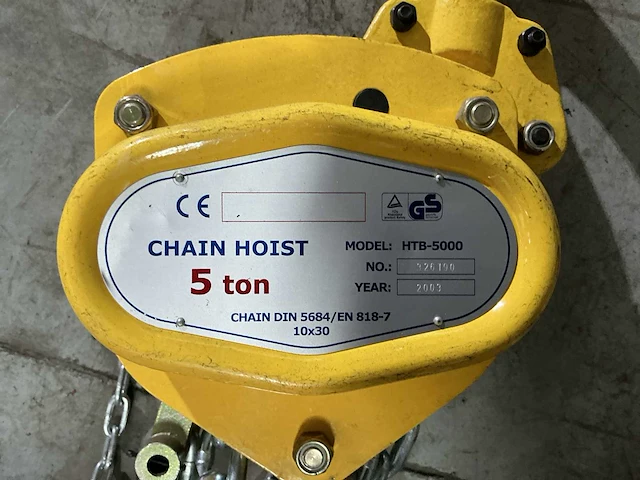 CE
GS
CHAIN HOIST
5 ton
MODEL: HTB-5000
NO.:
YEAR: 2003
CHAIN DIN 5684/EN 818-7
10x30